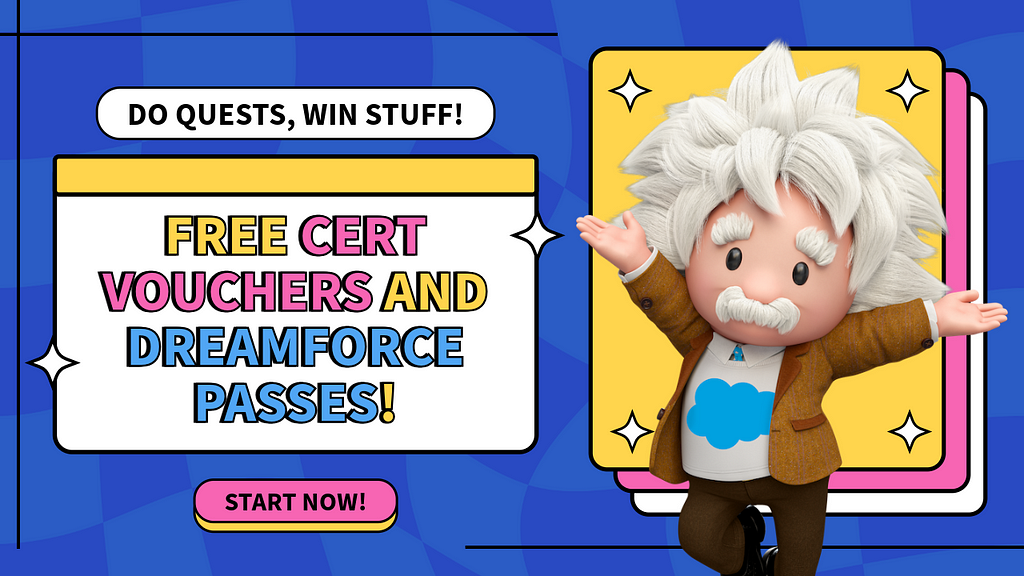 DO QUESTS, WIN STUFF!
FREE CERT
VOUCHERS AND
DREAMFORCE
PASSES!
START NOW!